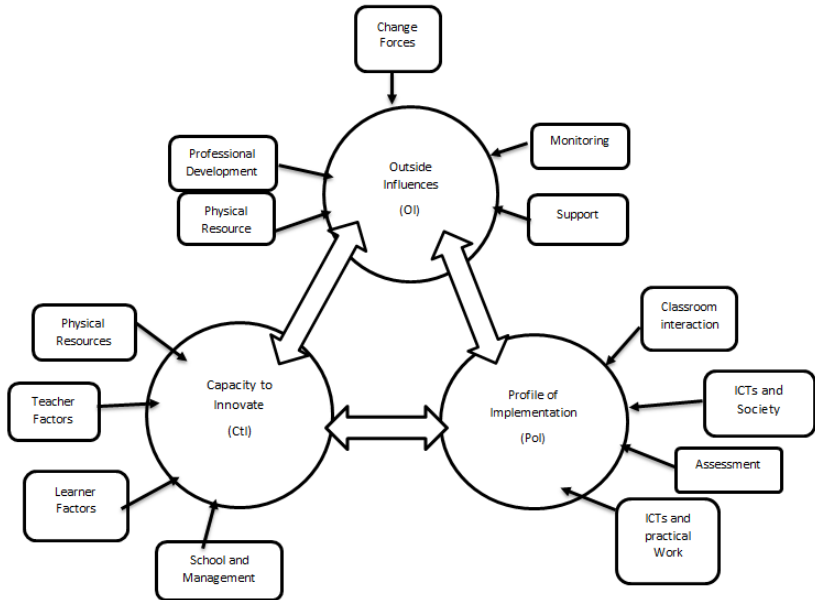 Change
Forces
Professional
Development
Physical
Resource
Outside
Influences
(OI)
Monitoring
Support
Physical
Resources
Teacher
Factors
Learner
Factors
School and
Management
Capacity to
Innovate
(CtI)
Profile of
Implementation
(PoI)
Classroom
interaction
ICTs and
Society
Assessment
ICTs and
practical
Work